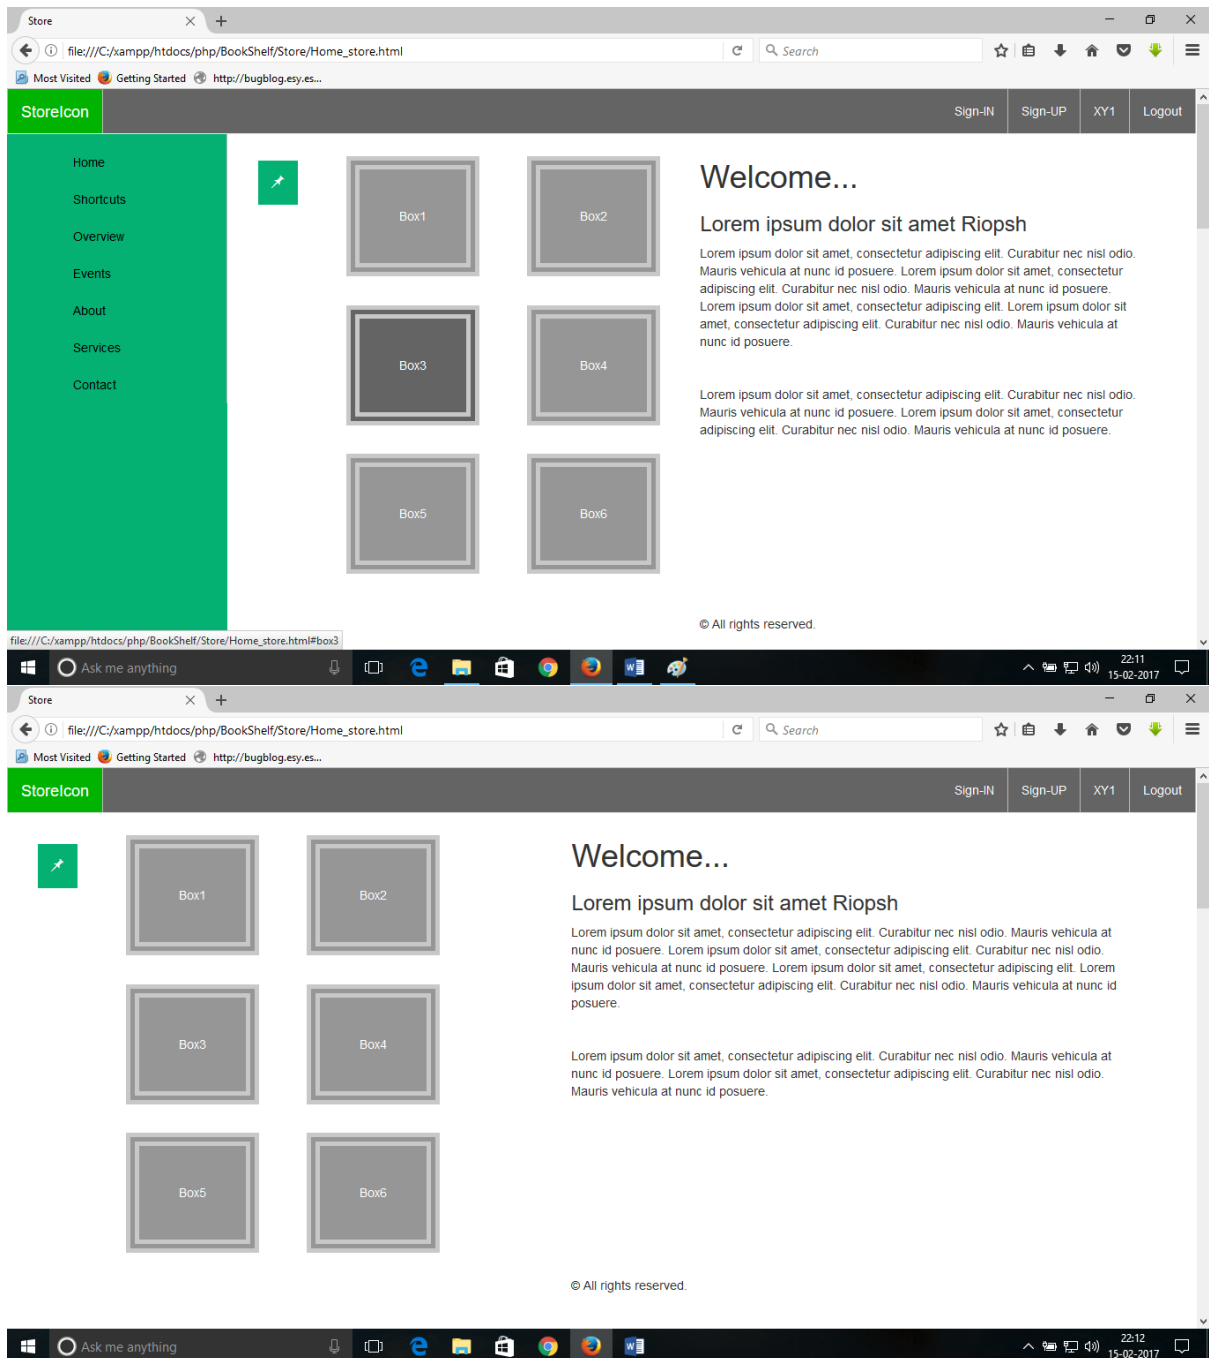 Store
file:///C:/xampp/htdocs/php/BookShelf/Store/Home_store.html
Search
Most Visited Getting Started http://bugblog.esy.es...
StoreIcon
Sign-IN Sign-UP XY1 Logout
Home
Shortcuts
Overview
Events
About
Services
Contact
Box1 Box2
Box3 Box4
Box5 Box6
Welcome...
Lorem ipsum dolor sit amet Riopsh
Lorem ipsum dolor sit amet, consectetur adipiscing elit. Curabitur nec nisl odio.
Mauris vehicula at nunc id posuere. Lorem ipsum dolor sit amet, consectetur
adipiscing elit. Curabitur nec nisl odio. Mauris vehicula at nunc id posuere.
Lorem ipsum dolor sit amet, consectetur adipiscing elit. Lorem ipsum dolor sit
amet, consectetur adipiscing elit. Curabitur nec nisl odio. Mauris vehicula at
nunc id posuere.
Lorem ipsum dolor sit amet, consectetur adipiscing elit. Curabitur nec nisl odio.
Mauris vehicula at nunc id posuere. Lorem ipsum dolor sit amet, consectetur
adipiscing elit. Curabitur nec nisl odio. Mauris vehicula at nunc id posuere.
© All rights reserved.
file:///C:/xampp/htdocs/php/BookShelf/Store/Home_store.html#box3
Ask me anything
22:11
15-02-2017
Store
file:///C:/xampp/htdocs/php/BookShelf/Store/Home_store.html
Search
Most Visited Getting Started http://bugblog.esy.es...
StoreIcon
Sign-IN Sign-UP XY1 Logout
Box1 Box2
Box3 Box4
Box5 Box6
Welcome...
Lorem ipsum dolor sit amet Riopsh
Lorem ipsum dolor sit amet, consectetur adipiscing elit. Curabitur nec nisl odio. Mauris vehicula at
nunc id posuere. Lorem ipsum dolor sit amet, consectetur adipiscing elit. Curabitur nec nisl odio.
Mauris vehicula at nunc id posuere. Lorem ipsum dolor sit amet, consectetur adipiscing elit. Lorem
ipsum dolor sit amet, consectetur adipiscing elit. Curabitur nec nisl odio. Mauris vehicula at nunc id
posuere.
Lorem ipsum dolor sit amet, consectetur adipiscing elit. Curabitur nec nisl odio. Mauris vehicula at
nunc id posuere. Lorem ipsum dolor sit amet, consectetur adipiscing elit. Curabitur nec nisl odio.
Mauris vehicula at nunc id posuere.
© All rights reserved.
Ask me anything
22:12
15-02-2017